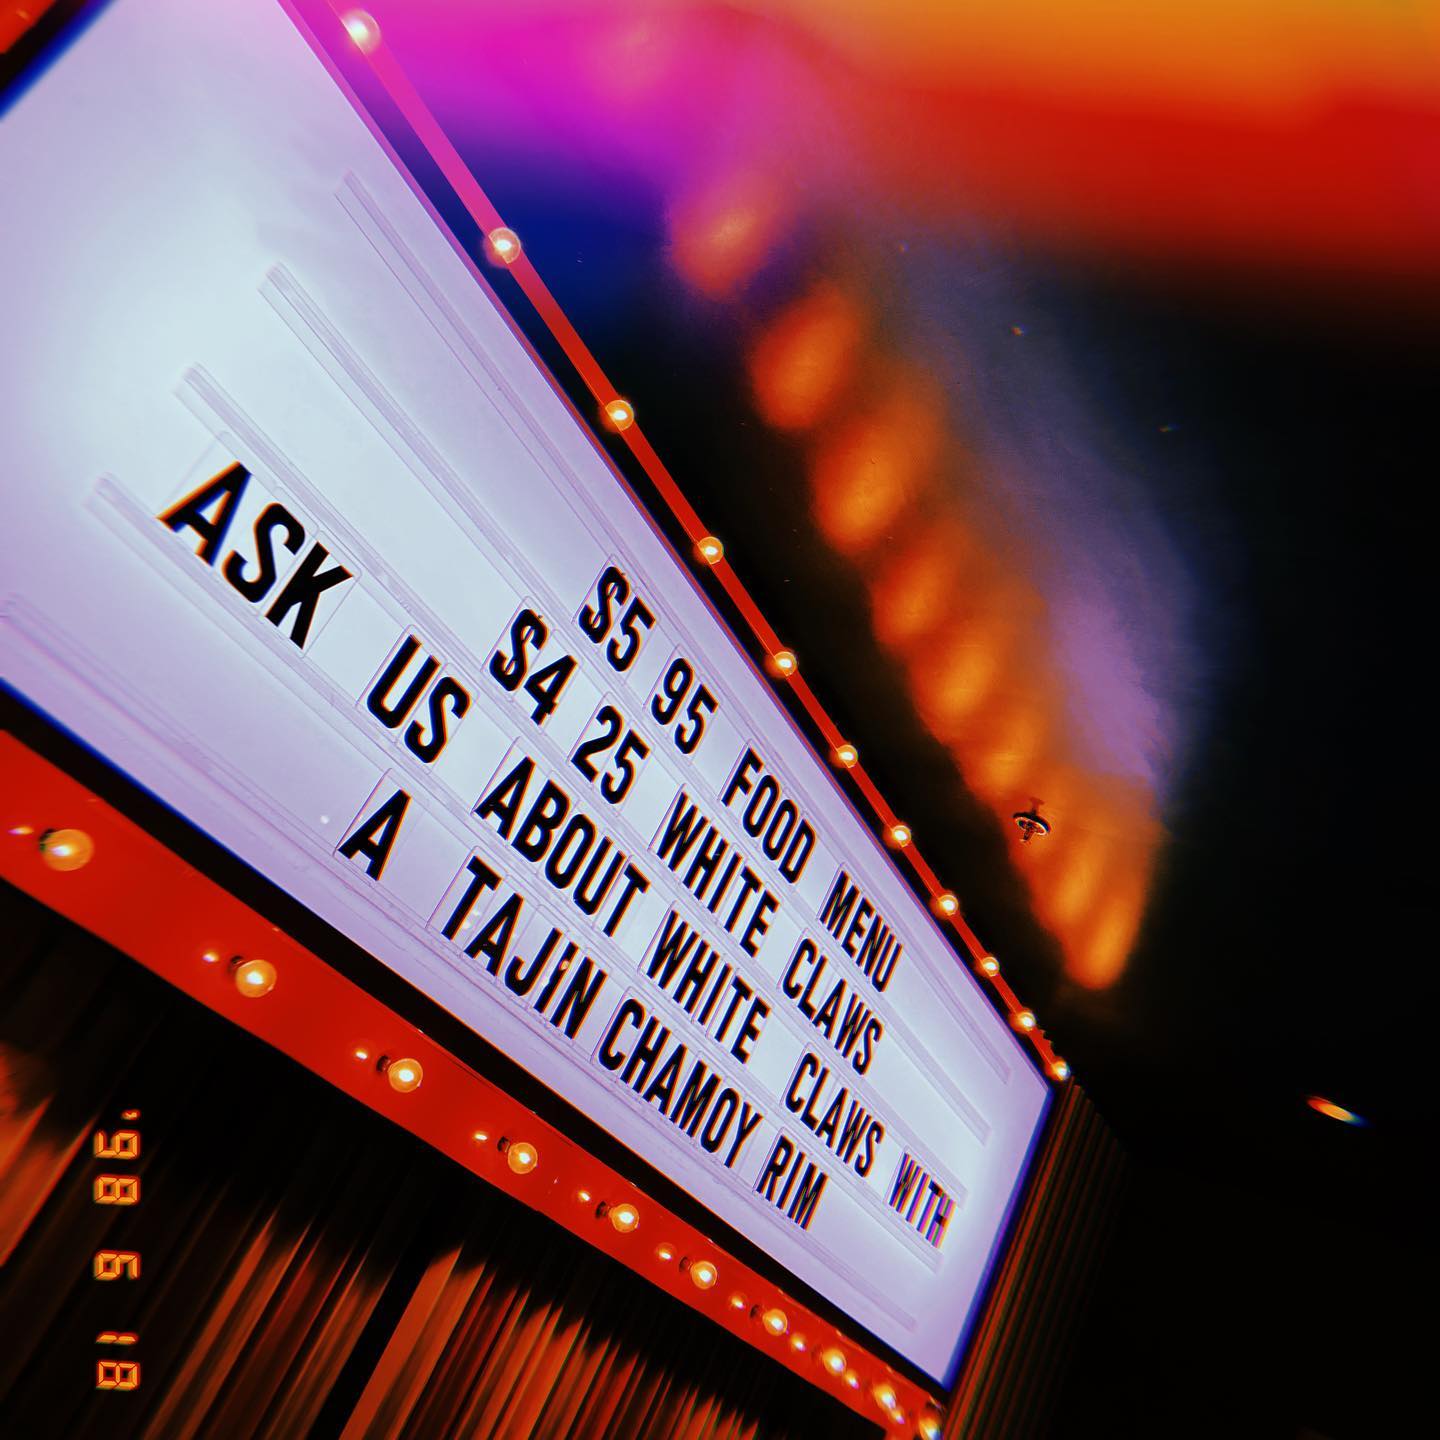 $5 95 FOOD MENU
$4 25 WHITE CLAWS
ASK US ABOUT WHITE CLAWS WITH
A TAJIN CHAMOY RIM
'98 6 18